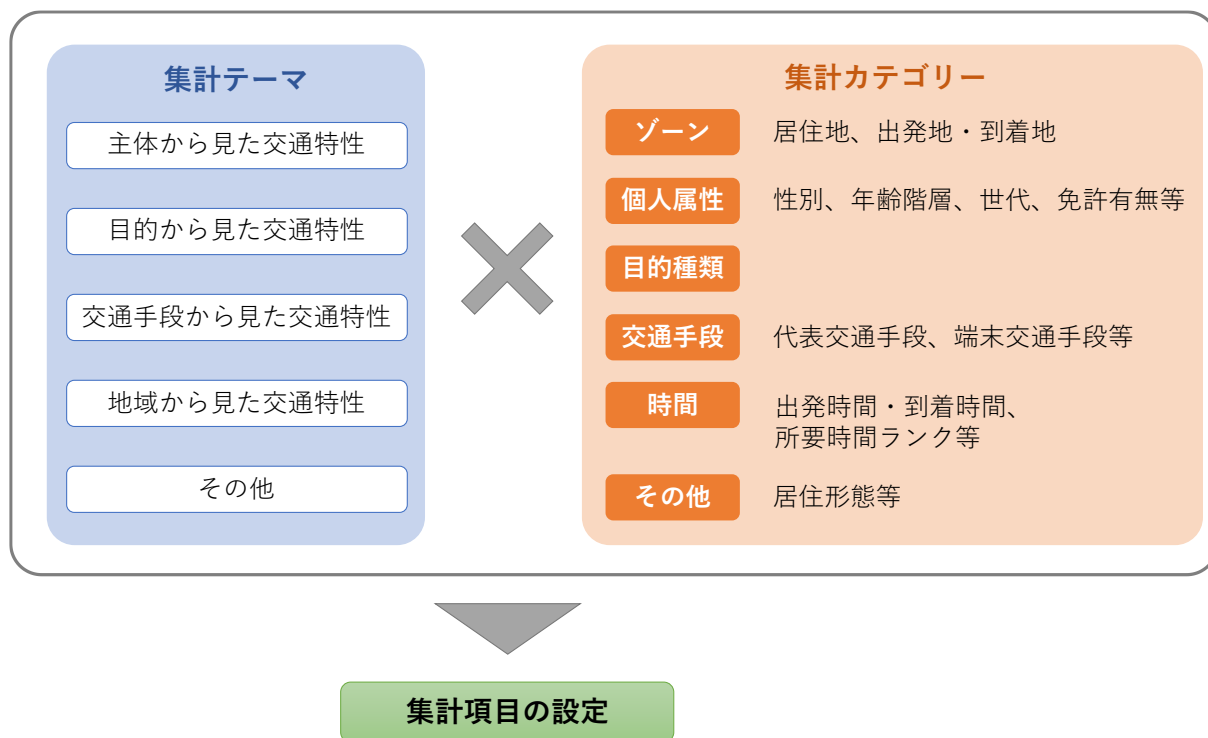 集計テーマ
主体から見た交通特性
目的から見た交通特性
交通手段から見た交通特性
地域から見た交通特性
その他
集計カテゴリー
ゾーン 居住地、出発地・到着地
個人属性 性別、年齢階層、世代、免許有無等
目的種類
交通手段 代表交通手段、端末交通手段等
時間 出発時間・到着時間、
所要時間ランク等
その他 居住形態等
集計項目の設定